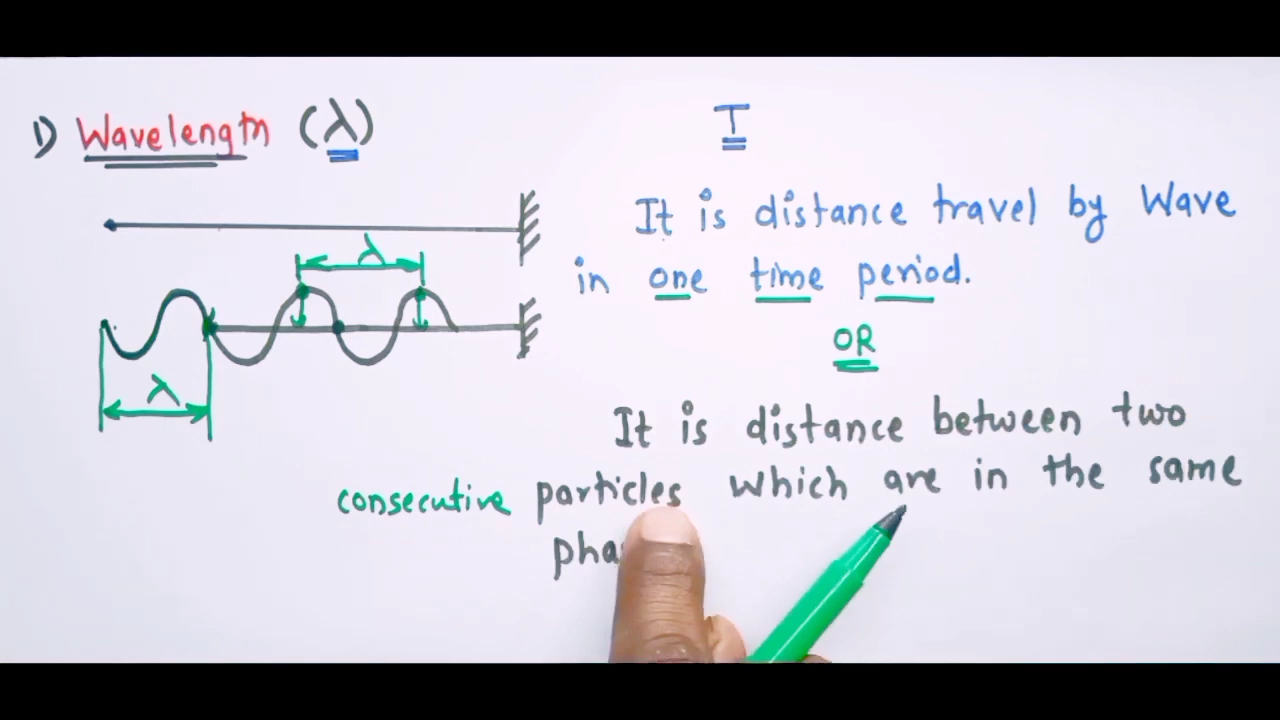 1) Wavelength (λ)
T
It is distance travel by Wave
in one time period.
λ
OR
λ
It is distance between two
consecutive particles which are in the same